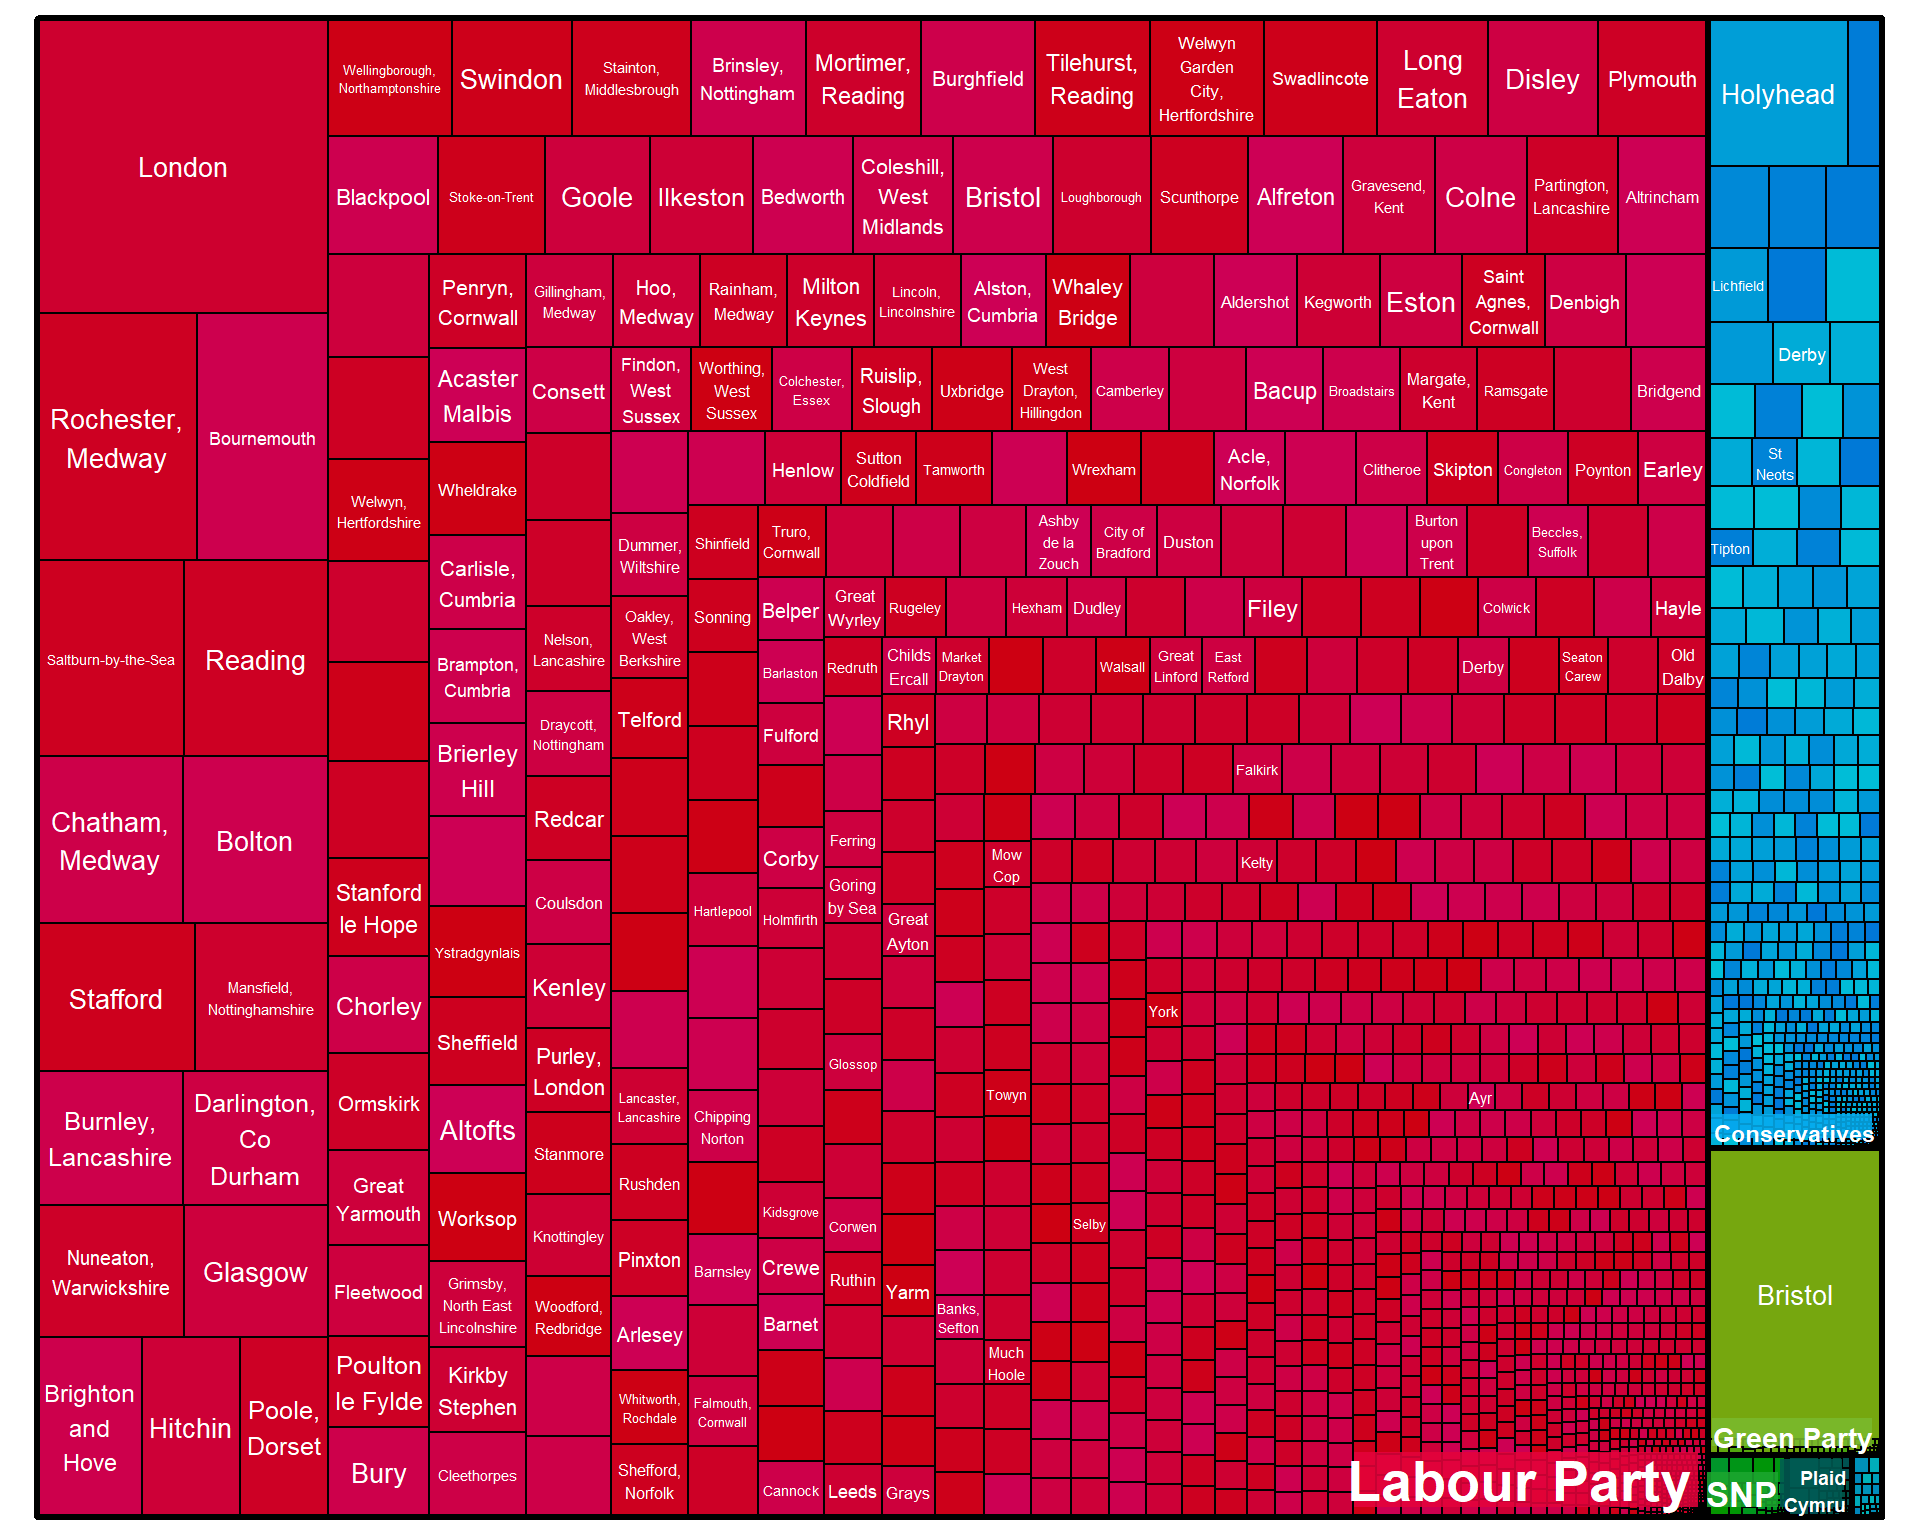 London
Wellingborough,
Northamptonshire
Swindon
Stainton,
Middlesbrough
Brinsley,
Nottingham
Mortimer,
Reading
Burghfield
Tilehurst,
Reading
Welwyn
Garden
City,
Hertfordshire
Swadlincote
Long
Eaton
Disley
Plymouth
Holyhead
Blackpool
Stoke-on-Trent
Goole
Ilkeston
Bedworth
Coleshill,
West
Midlands
Bristol
Loughborough
Scunthorpe
Alfreton
Gravesend,
Kent
Colne
Partington,
Lancashire
Altrincham
Penryn,
Cornwall
Gillingham,
Medway
Hoo,
Medway
Rainham,
Medway
Milton
Keynes
Lincoln,
Lincolnshire
Alston,
Cumbria
Whaley
Bridge
Aldershot
Kegworth
Eston
Saint
Agnes,
Cornwall
Denbigh
Lichfield
Rochester,
Medway
Bournemouth
Acaster
Malbis
Consett
Findon,
West
Sussex
Worthing,
West
Sussex
Colchester,
Essex
Ruislip,
Slough
Uxbridge
West
Drayton,
Hillingdon
Camberley
Bacup
Broadstairs
Margate,
Kent
Ramsgate
Bridgend
Derby
Welwyn,
Hertfordshire
Wheldrake
Henlow
Sutton
Coldfield
Tamworth
Wrexham
Acle,
Norfolk
Clitheroe
Skipton
Congleton
Poynton
Earley
St
Neots
Dummer,
Wiltshire
Shinfield
Truro,
Cornwall
Ashby
de la
Zouch
City of
Bradford
Duston
Burton
upon
Trent
Beccles,
Suffolk
Tipton
Saltburn-by-the-Sea
Reading
Carlisle,
Cumbria
Nelson,
Lancashire
Oakley,
West
Berkshire
Sonning
Belper
Great
Wyrley
Rugeley
Hexham
Dudley
Filey
Colwick
Hayle
Brampton,
Cumbria
Barlaston
Redruth
Childs
Ercall
Market
Drayton
Walsall
Great
Linford
East
Retford
Derby
Seaton
Carew
Old
Dalby
Brierley
Hill
Draycott,
Nottingham
Telford
Fulford
Rhyl
Falkirk
Chatham,
Medway
Bolton
Redcar
Corby
Ferring
Mow
Cop
Kelty
Stanford
le Hope
Coulsdon
Hartlepool
Holmfirth
Goring
by Sea
Great
Ayton
Stafford
Mansfield,
Nottinghamshire
Chorley
Ystradgynlais
Kenley
York
Sheffield
Purley,
London
Glossop
Burnley,
Lancashire
Darlington,
Co
Durham
Ormskirk
Altofts
Stanmore
Lancaster,
Lancashire
Chipping
Norton
Towyn
Ayr
Conservatives
Great
Yarmouth
Worksop
Knottingley
Rushden
Kidsgrove
Corwen
Selby
Nuneaton,
Warwickshire
Glasgow
Fleetwood
Grimsby,
North East
Lincolnshire
Woodford,
Redbridge
Pinxton
Barnsley
Crewe
Ruthin
Yarm
Bristol
Arlesey
Barnet
Banks,
Sefton
Much
Hoole
Brighton
and
Hove
Hitchin
Poole,
Dorset
Poulton
le Fylde
Kirkby
Stephen
Whitworth,
Rochdale
Falmouth,
Cornwall
Green Party
Bury
Cleethorpes
Shefford,
Norfolk
Cannock
Leeds
Grays
Labour Party
SNP
Plaid
Cymru